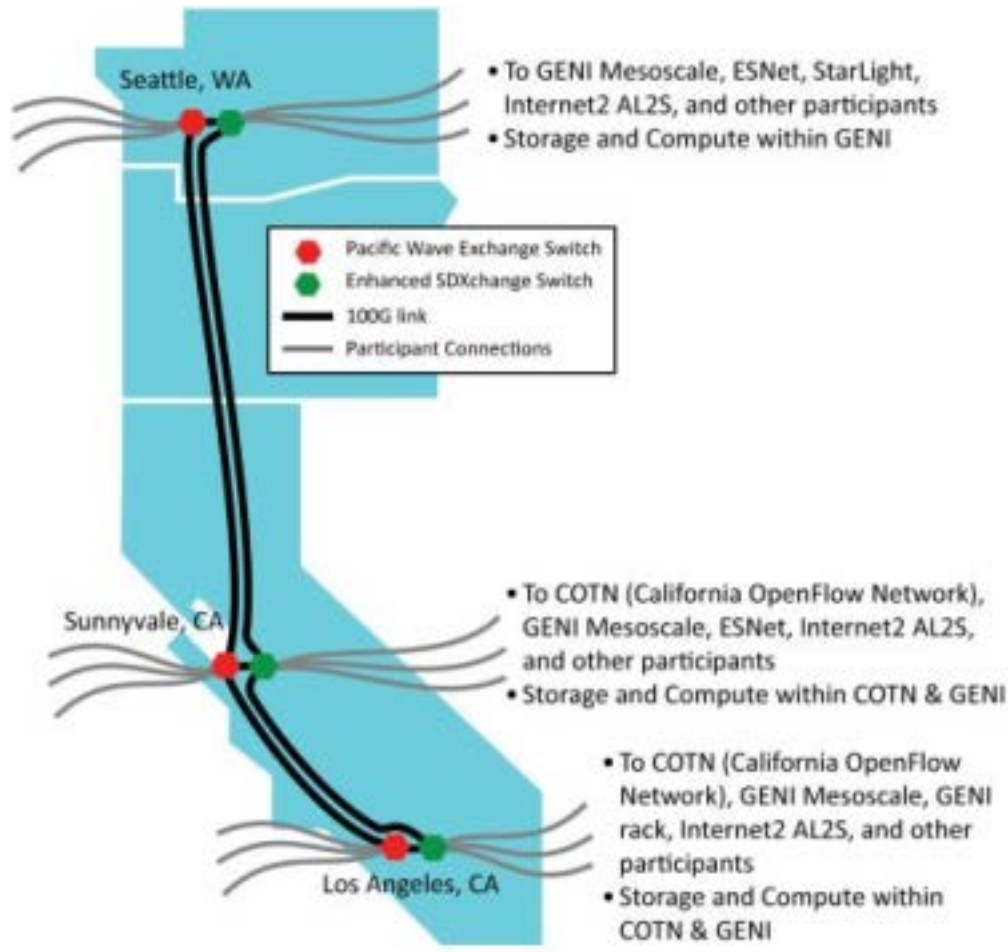 Seattle, WA
• To GENI Mesoscale, ESNet, StarLight,
Internet2 AL2S, and other participants
• Storage and Compute within GENI
Pacific Wave Exchange Switch
Enhanced SDXchange Switch
100G link
Participant Connections
Sunnyvale, CA
• To COTN (California OpenFlow Network),
GENI Mesoscale, ESNet, Internet2 AL2S,
and other participants
• Storage and Compute within COTN & GENI
• To COTN (California OpenFlow
Network), GENI Mesoscale, GENI
rack, Internet2 AL2S, and other
participants
• Storage and Compute within
COTN & GENI
Los Angeles, CA